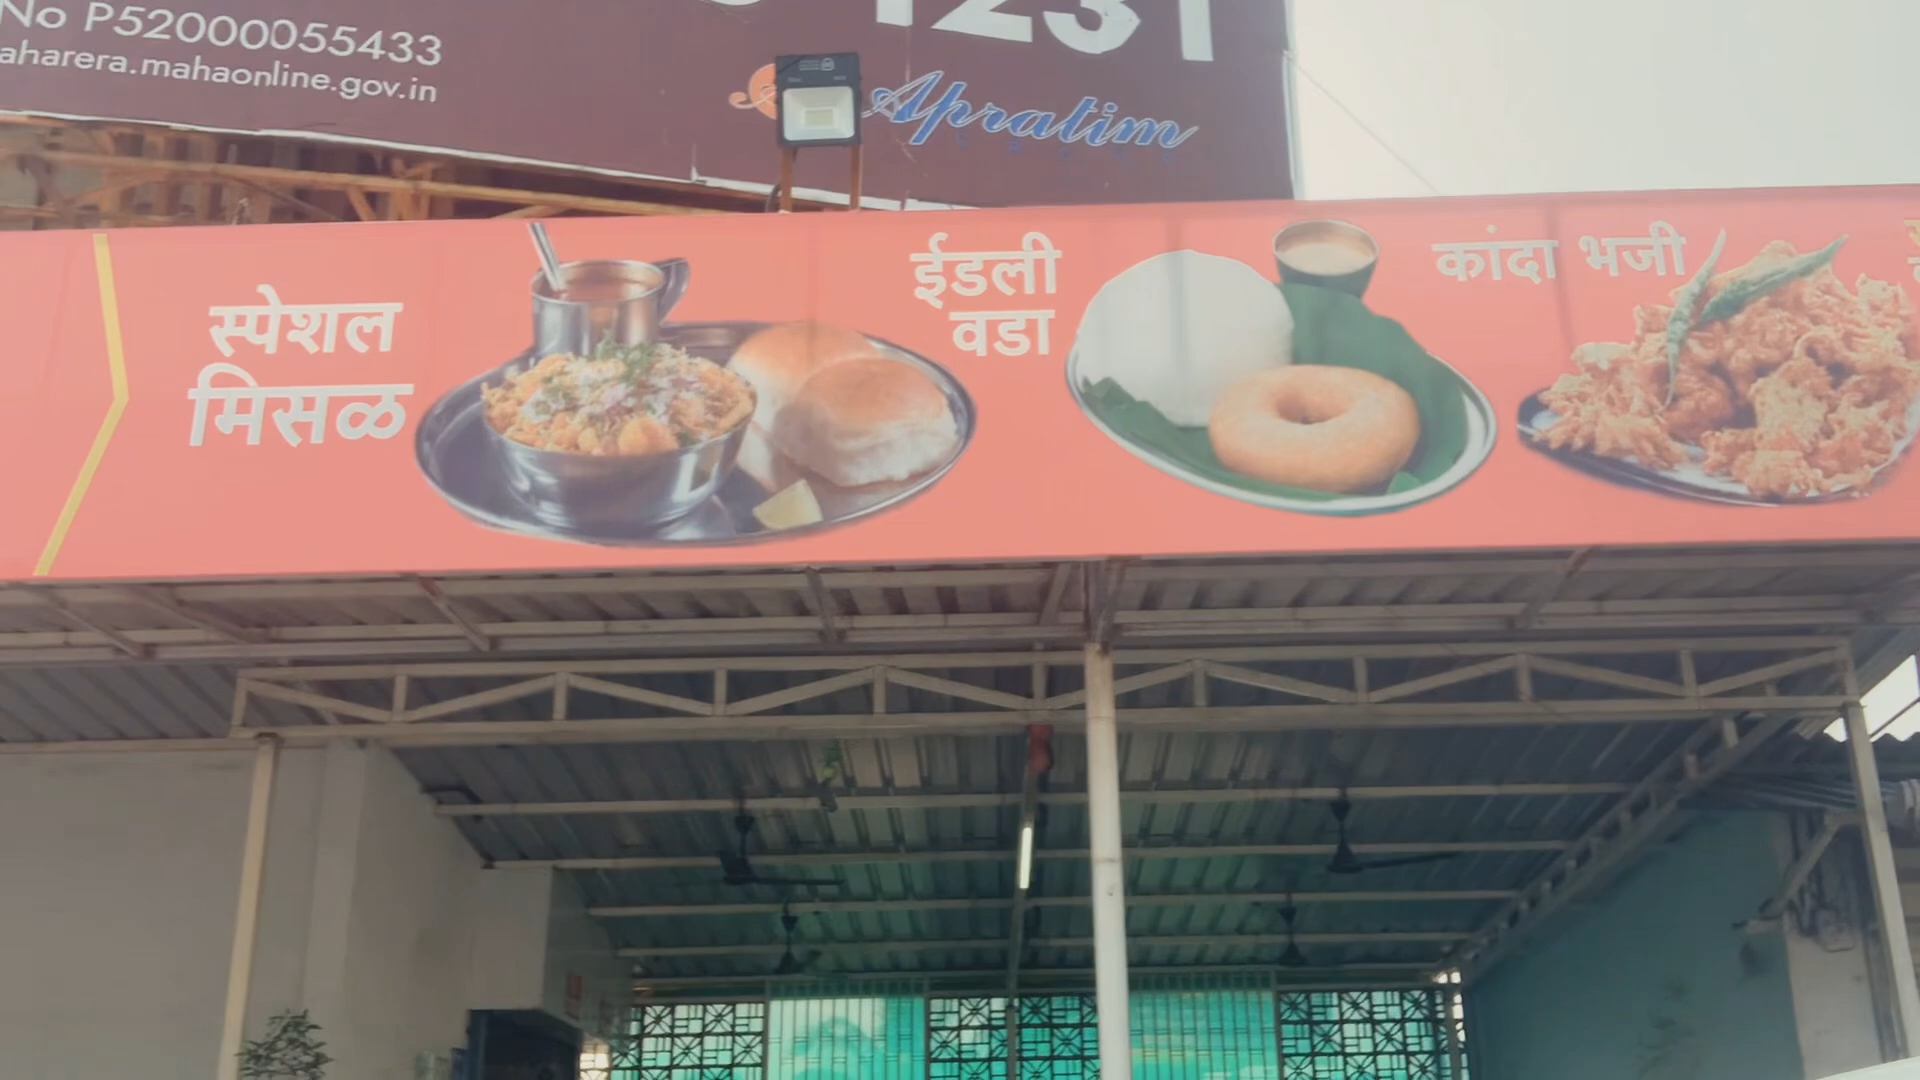 No P52000055433
aharera.mahaonline.gov.in
1231
Apratim
स्पेशल
मिसळ
ईडली
वडा
कांदा भजी